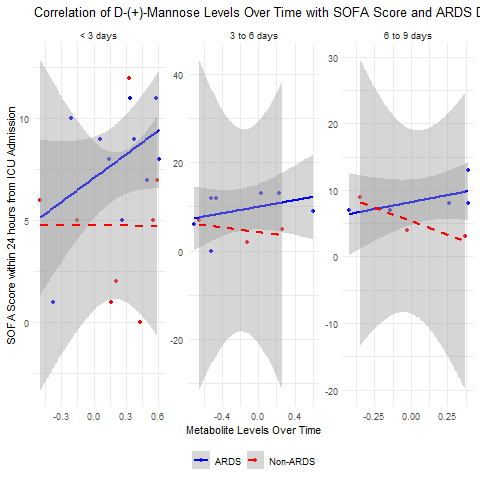 Correlation of D-(+)-Mannose Levels Over Time with SOFA Score and ARDS D
< 3 days
3 to 6 days
6 to 9 days
SOFA Score within 24 hours from ICU Admission
10
5
0
40
20
0
-20
30
20
10
0
-10
-20
-0.3 0.0 0.3 0.6
-0.4 0.0 0.4
-0.25 0.00 0.25
Metabolite Levels Over Time
ARDS Non-ARDS